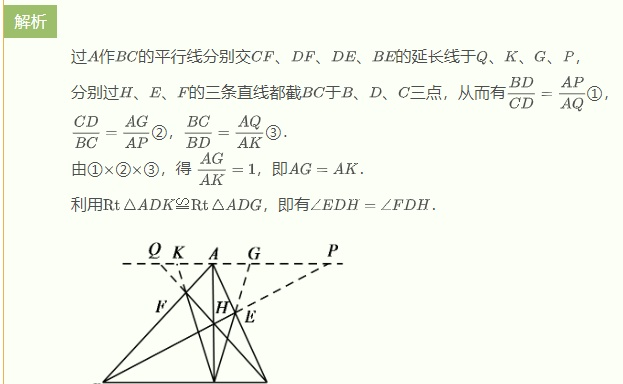 解析
过A作BC的平行线分别交CF、DF、DE、BE的延长线于Q、K、G、P，
分别过H、E、F的三条直线都截BC于B、D、C三点，从而有BD/CD = AP/AQ①，
CD/BC = AG/AP②，BC/BD = AQ/AK③．
由①×②×③，得 AG/AK = 1，即AG = AK．
利用Rt△ADK≌Rt△ADG，即有∠EDH = ∠FDH．
Q K A G P
F H E